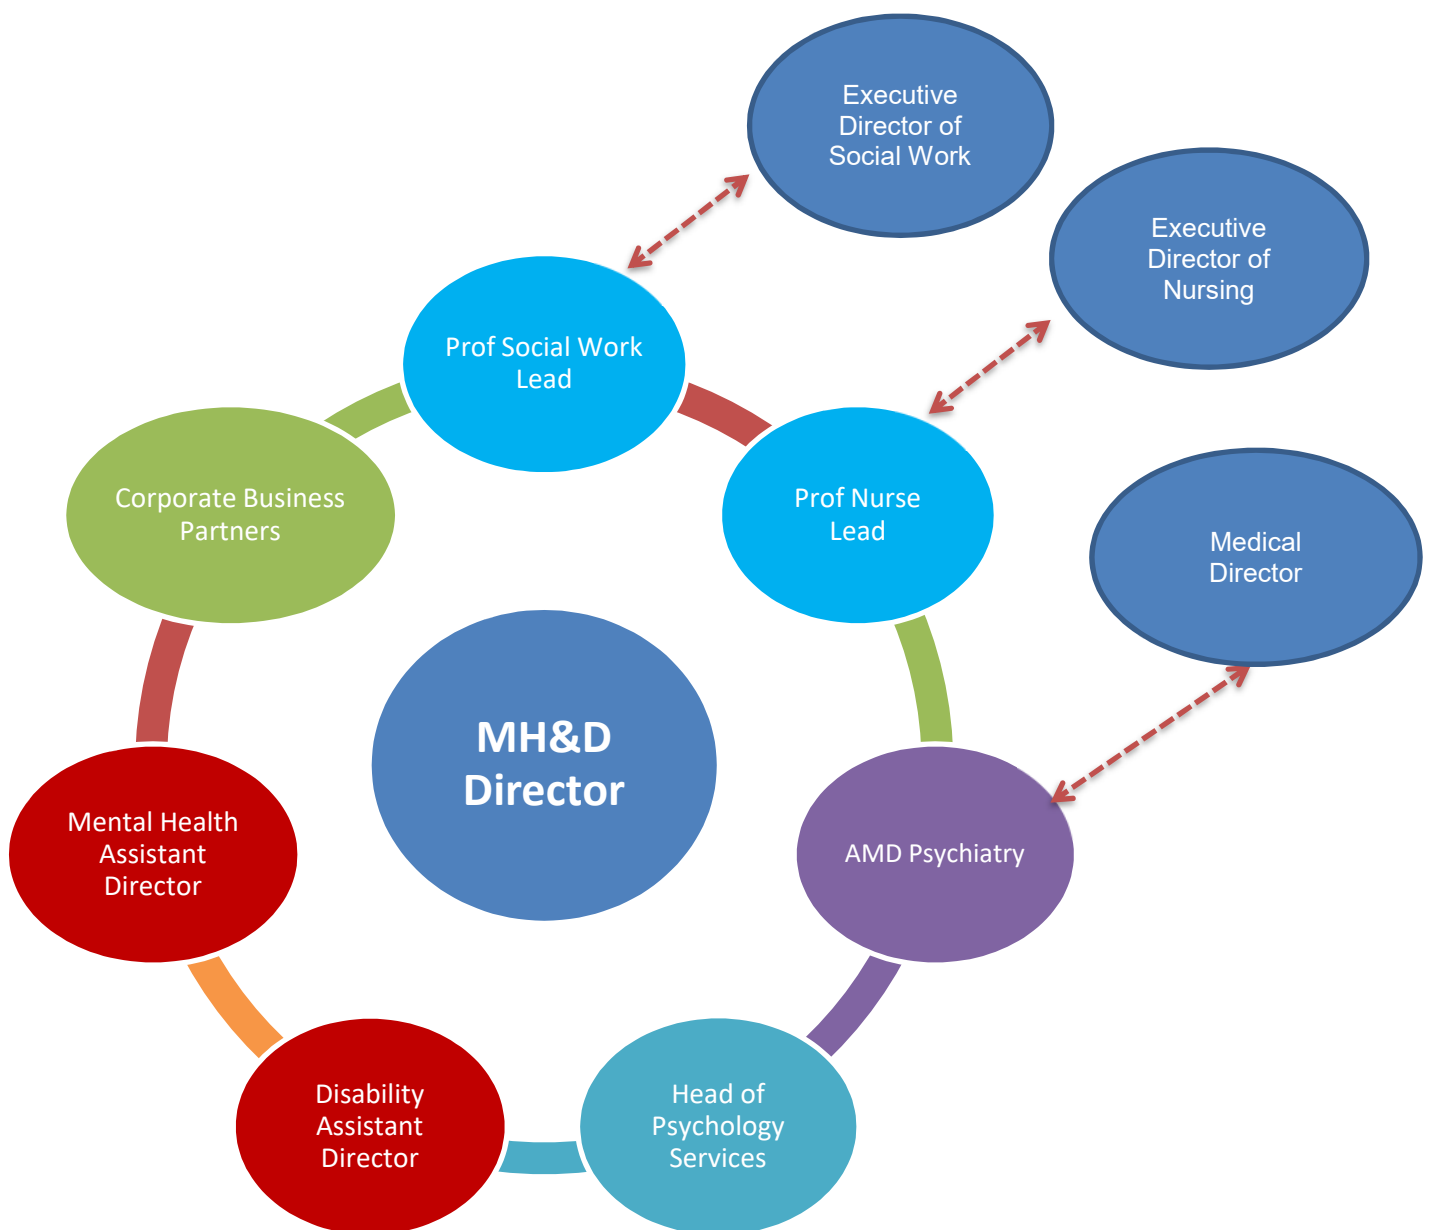 Executive
Director of
Social Work
Executive
Director of
Nursing
Prof Social Work
Lead
Corporate Business
Partners
Prof Nurse
Lead
Medical
Director
MH&D
Director
Mental Health
Assistant
Director
AMD Psychiatry
Disability
Assistant
Director
Head of
Psychology
Services